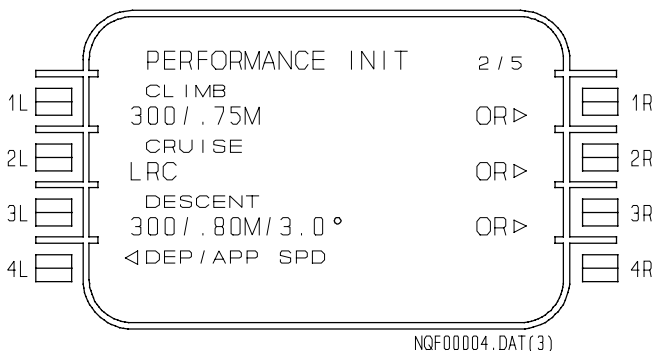 PERFORMANCE INIT 2/5
CLIMB
1L 300/.75M OR▷ 1R
CRUISE
2L LRC OR▷ 2R
DESCENT
3L 300/.80M/3.0° OR▷ 3R
4L ◁DEP/APP SPD 4R
NQF00004.DAT(3)